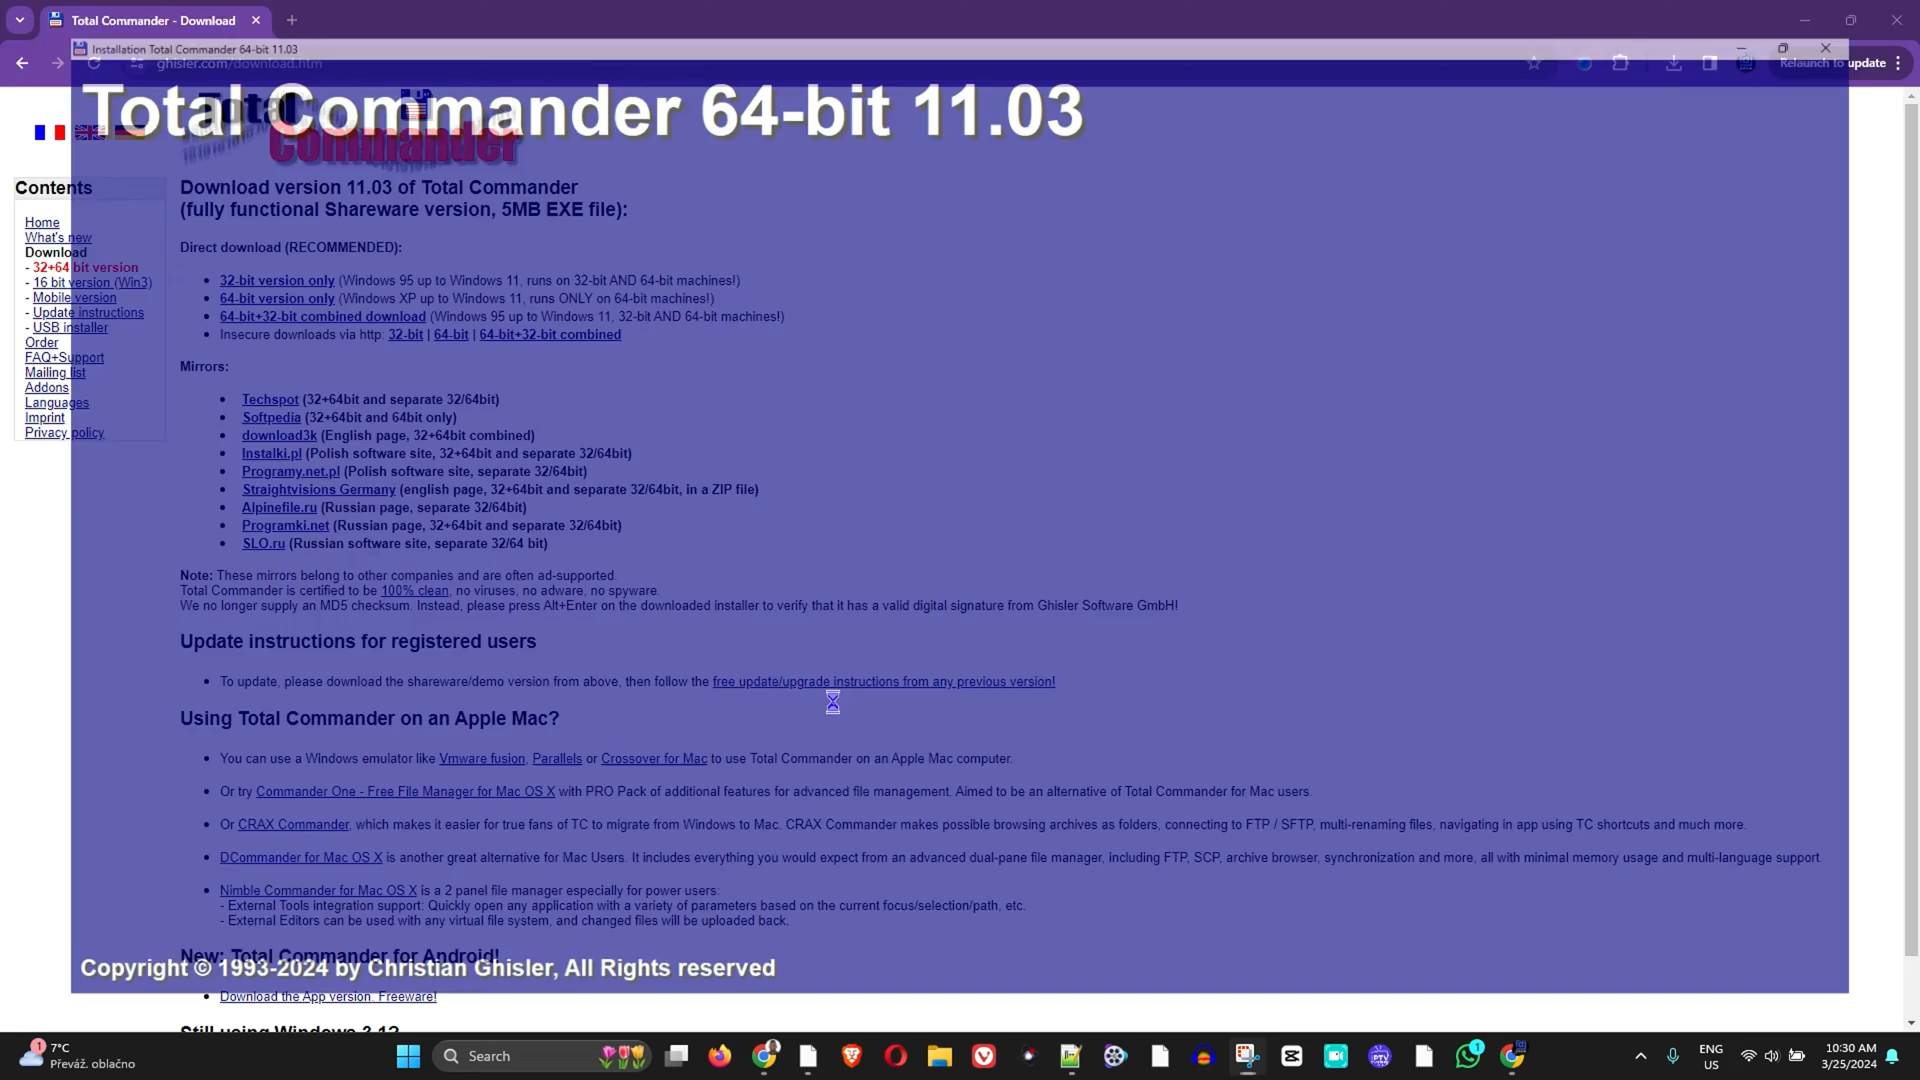 Total Commander - Download
Installation Total Commander 64-bit 11.03
ghisler.com/download.htm
Relaunch to update
Total Commander 64-bit 11.03
Total
Commander
Contents
Home
What's new
Download
- 32+64 bit version
- 16 bit version (Win3)
- Mobile version
- Update instructions
- USB installer
Order
FAQ+Support
Mailing list
Addons
Languages
Imprint
Privacy policy
Download version 11.03 of Total Commander
(fully functional Shareware version, 5MB EXE file):
Direct download (RECOMMENDED):
32-bit version only (Windows 95 up to Windows 11, runs on 32-bit AND 64-bit machines!)
64-bit version only (Windows XP up to Windows 11, runs ONLY on 64-bit machines!)
64-bit+32-bit combined download (Windows 95 up to Windows 11, 32-bit AND 64-bit machines!)
Insecure downloads via http: 32-bit | 64-bit | 64-bit+32-bit combined
Mirrors:
Techspot (32+64bit and separate 32/64bit)
Softpedia (32+64bit and 64bit only)
download3k (English page, 32+64bit combined)
Instalki.pl (Polish software site, 32+64bit and separate 32/64bit)
Programy.net.pl (Polish software site, separate 32/64bit)
Straightvisions Germany (english page, 32+64bit and separate 32/64bit, in a ZIP file)
Alpinefile.ru (Russian page, separate 32/64bit)
Programki.net (Russian page, 32+64bit and separate 32/64bit)
SLO.ru (Russian software site, separate 32/64 bit)
Note: These mirrors belong to other companies and are often ad-supported.
Total Commander is certified to be 100% clean, no viruses, no adware, no spyware.
We no longer supply an MD5 checksum. Instead, please press Alt+Enter on the downloaded installer to verify that it has a valid digital signature from Ghisler Software GmbH!
Update instructions for registered users
To update, please download the shareware/demo version from above, then follow the free update/upgrade instructions from any previous version!
Using Total Commander on an Apple Mac?
You can use a Windows emulator like Vmware fusion, Parallels or Crossover for Mac to use Total Commander on an Apple Mac computer.
Or try Commander One - Free File Manager for Mac OS X with PRO Pack of additional features for advanced file management. Aimed to be an alternative of Total Commander for Mac users.
Or CRAX Commander, which makes it easier for true fans of TC to migrate from Windows to Mac. CRAX Commander makes possible browsing archives as folders, connecting to FTP / SFTP, multi-renaming files, navigating in app using TC shortcuts and much more.
DCommander for Mac OS X is another great alternative for Mac Users. It includes everything you would expect from an advanced dual-pane file manager, including FTP, SCP, archive browser, synchronization and more, all with minimal memory usage and multi-language support.
Nimble Commander for Mac OS X is a 2 panel file manager especially for power users:
- External Tools integration support: Quickly open any application with a variety of parameters based on the current focus/selection/path, etc.
- External Editors can be used with any virtual file system, and changed files will be uploaded back.
New: Total Commander for Android!
Copyright © 1993-2024 by Christian Ghisler, All Rights reserved
Download the App version. Freeware!
Still using Windows 3.1?
1
7°C
Převáž. oblačno
Search
PTV
1
ENG
US
10:30 AM
3/25/2024